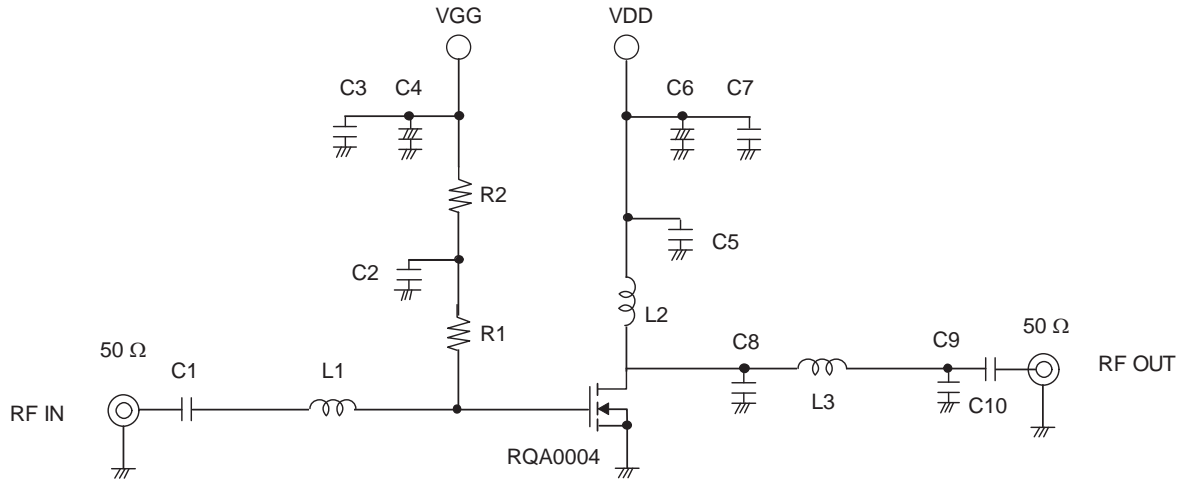 VGG VDD
C3 C4 C6 C7
R2
C2 C5
R1 L2
50 Ω C8 C9 50 Ω
C1 L1 RF OUT
RF IN L3 C10
RQA0004